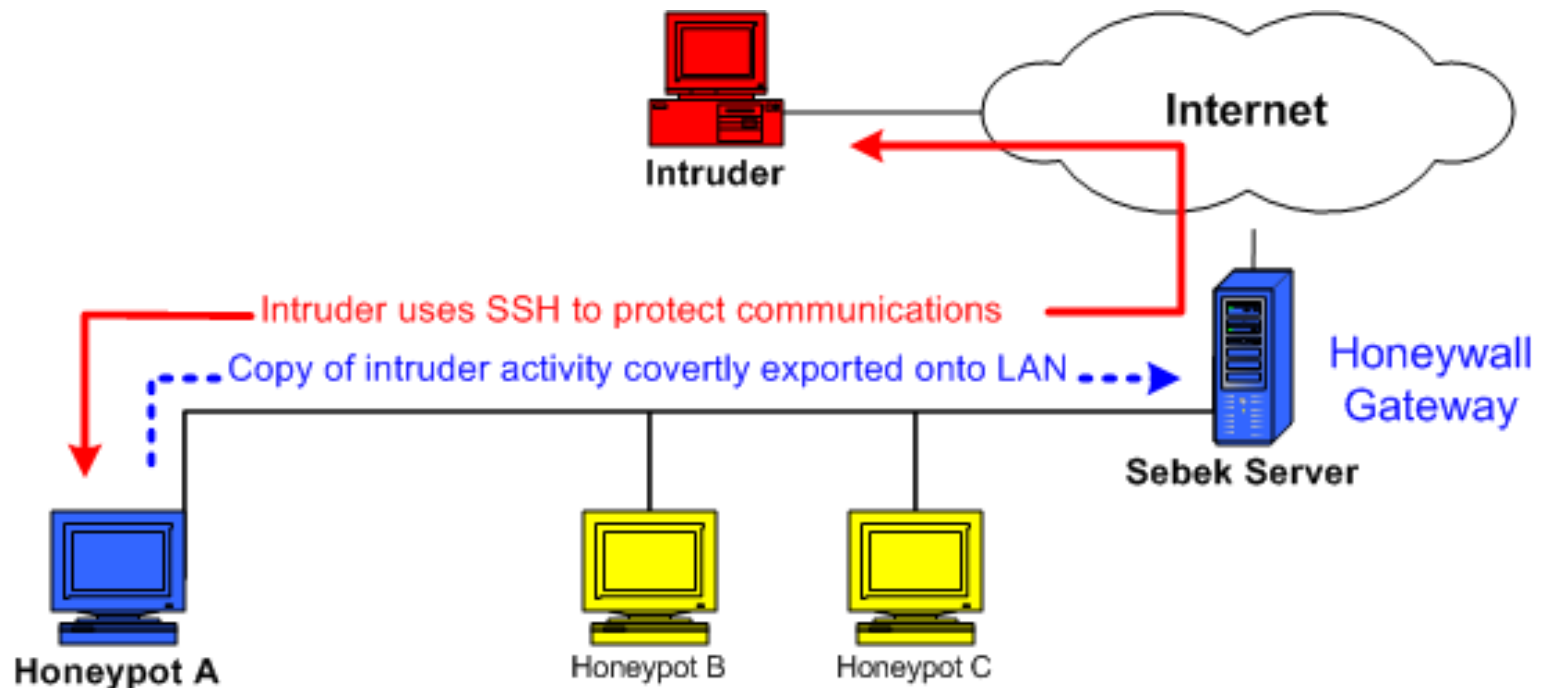 Internet
Intruder
Intruder uses SSH to protect communications
Copy of intruder activity covertly exported onto LAN
Honeywall
Gateway
Sebek Server
Honeypot A
Honeypot B
Honeypot C